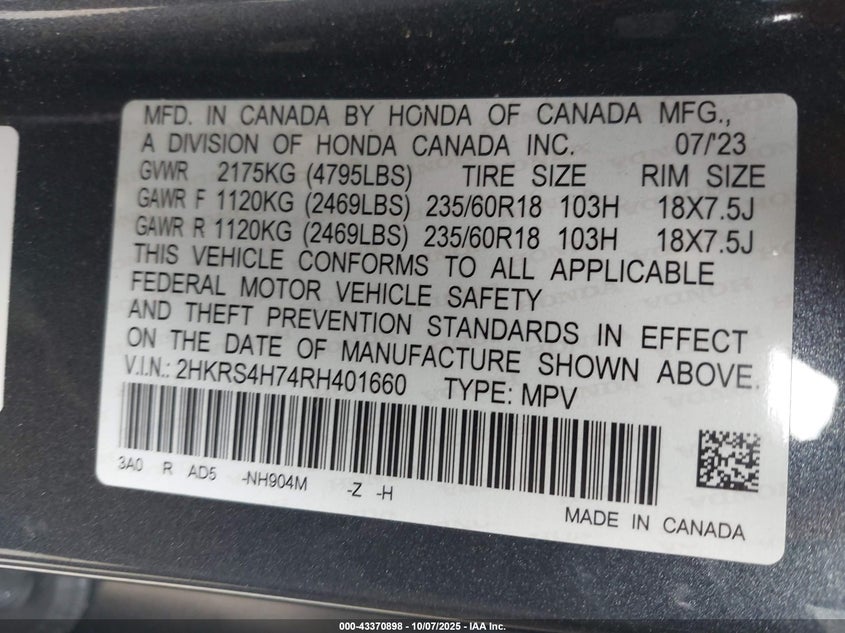 MFD. IN CANADA BY HONDA OF CANADA MFG.,
A DIVISION OF HONDA CANADA INC. 07/'23
GVWR 2175KG (4795LBS) TIRE SIZE RIM SIZE
GAWR F 1120KG (2469LBS) 235/60R18 103H 18X7.5J
GAWR R 1120KG (2469LBS) 235/60R18 103H 18X7.5J
THIS VEHICLE CONFORMS TO ALL APPLICABLE
FEDERAL MOTOR VEHICLE SAFETY
AND THEFT PREVENTION STANDARDS IN EFFECT
ON THE DATE OF MANUFACTURE SHOWN ABOVE.
V.I.N.: 2HKRS4H74RH401660 TYPE: MPV
3A0 R AD5 -NH904M -Z -H
MADE IN CANADA
000-43370898 - 10/07/2025 - IAA Inc.